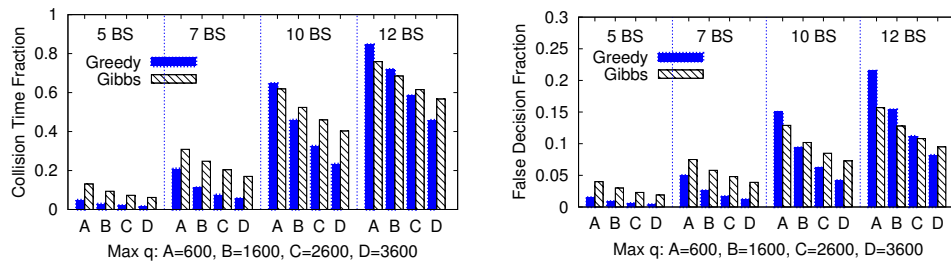 A B C D A B C D A B C D A B C D
1
5 BS 7 BS 10 BS 12 BS
0.8
Greedy
Gibbs
0.6
0.4
0.2
0
Collision Time Fraction
A B C D A B C D A B C D A B C D
Max q: A=600, B=1600, C=2600, D=3600
A B C D A B C D A B C D A B C D
0.3
5 BS 7 BS 10 BS 12 BS
0.25
Greedy
Gibbs
0.2
0.15
0.1
0.05
0
False Decision Fraction
A B C D A B C D A B C D A B C D
Max q: A=600, B=1600, C=2600, D=3600